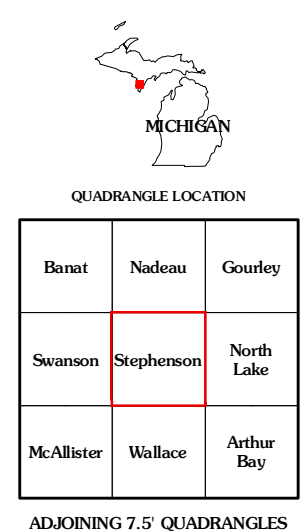 MICHIGAN
QUADRANGLE LOCATION
Banat Nadeau Gourley
Swanson Stephenson North Lake
McAllister Wallace Arthur Bay
ADJOINING 7.5' QUADRANGLES